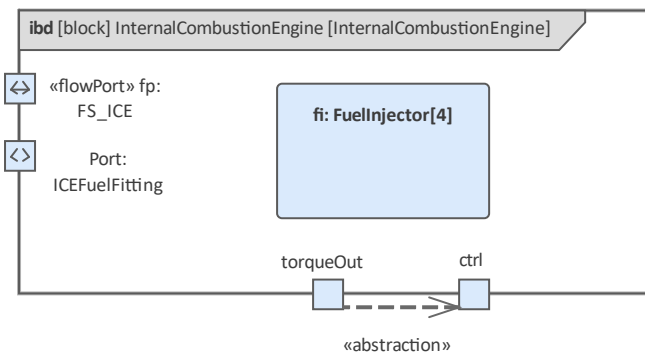 ibd [block] InternalCombustionEngine [InternalCombustionEngine]
«flowPort» fp:
FS_ICE
fi: FuelInjector[4]
Port:
ICEFuelFitting
torqueOut
ctrl
«abstraction»